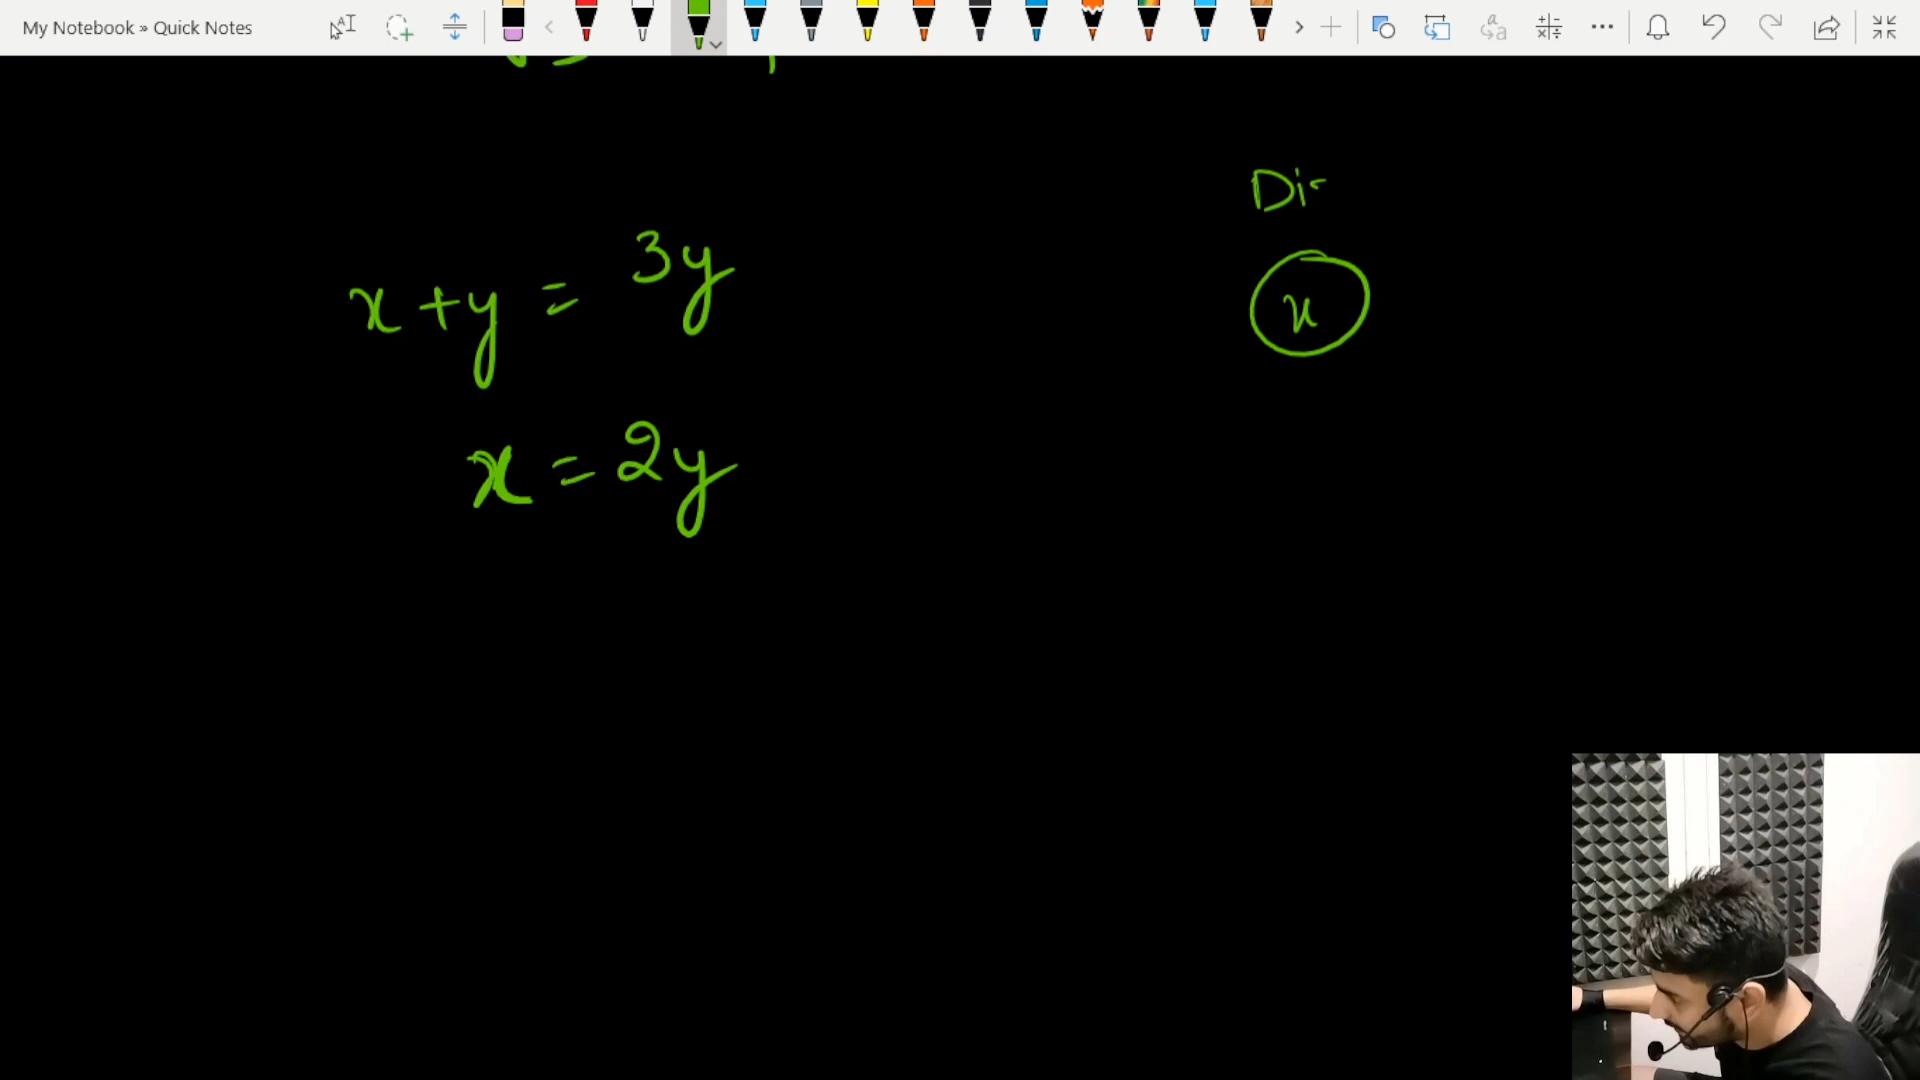 My Notebook » Quick Notes
x + y = 3y
x = 2y
Di
x